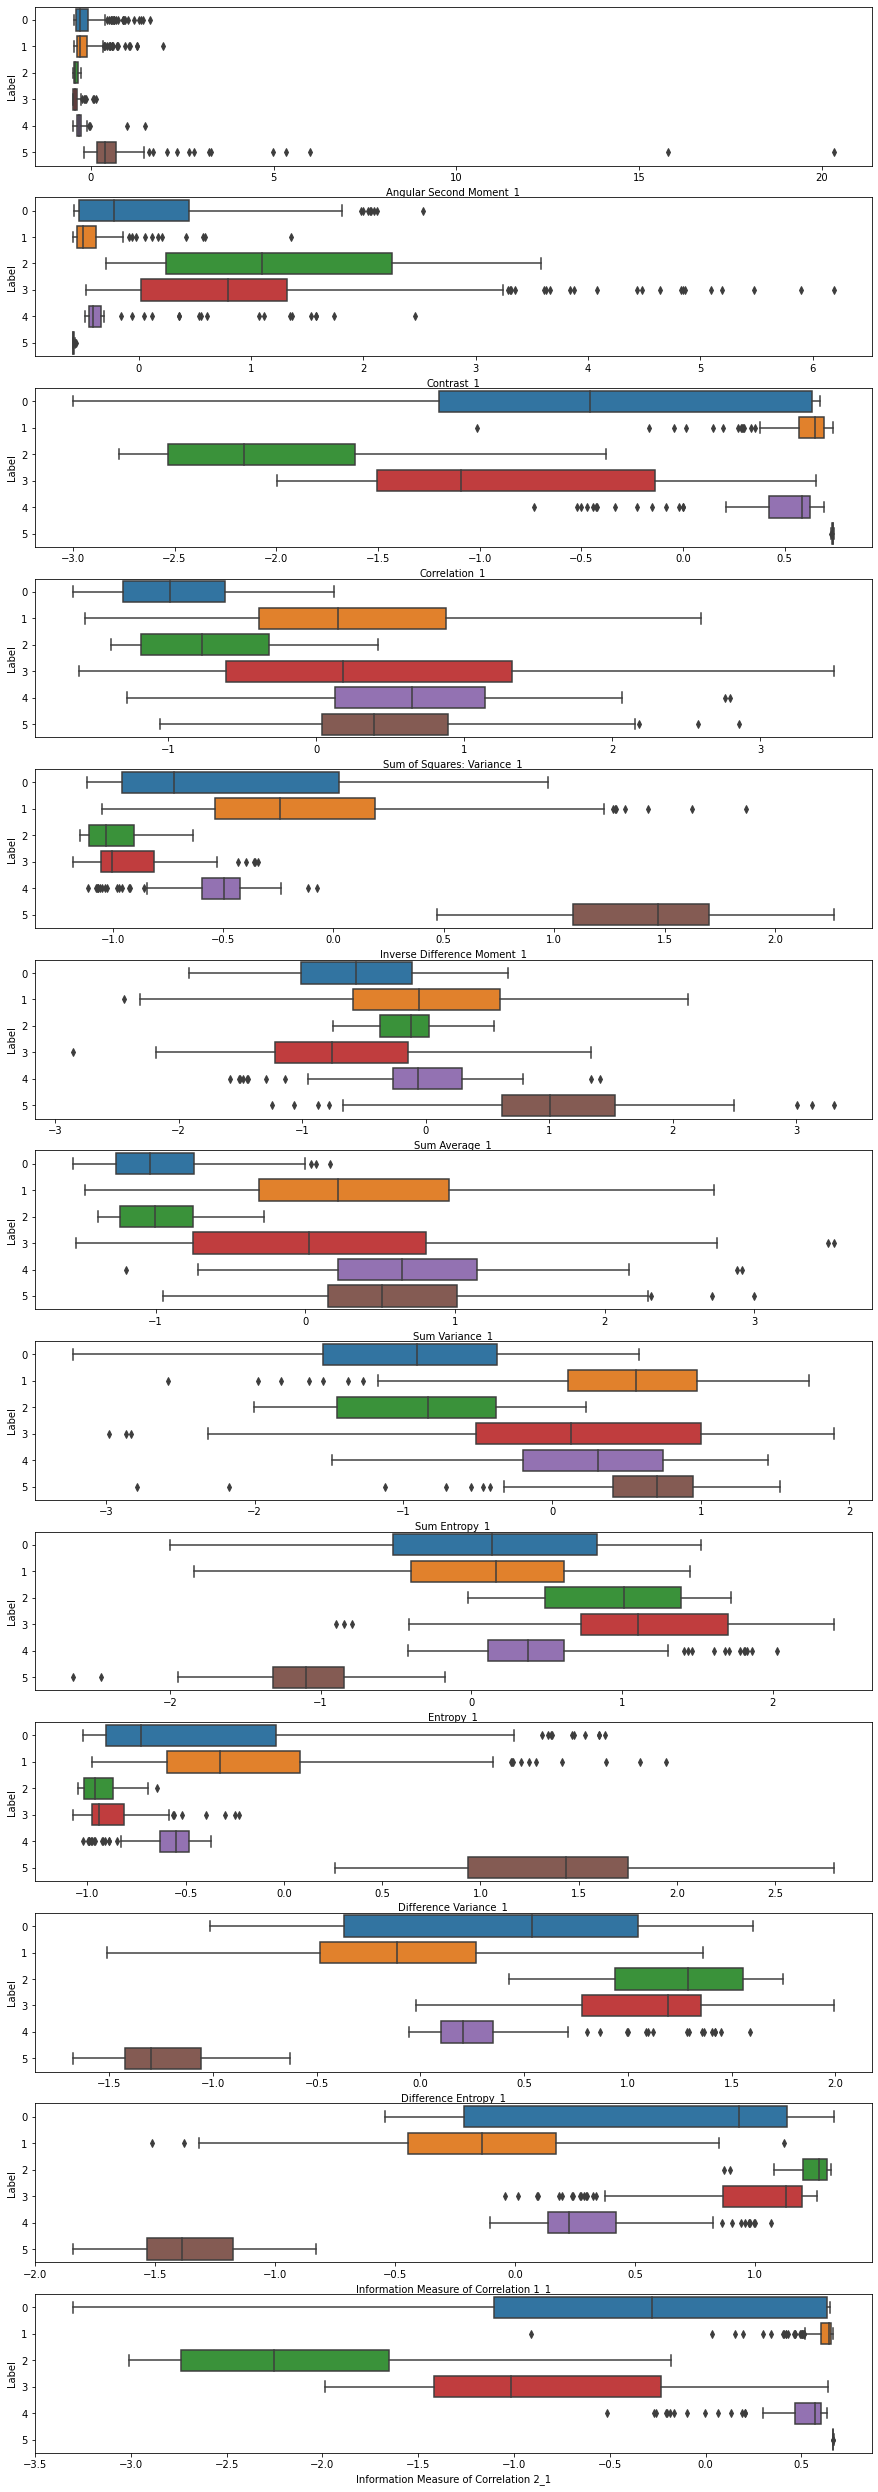 Label
0
1
2
3
4
5
0 5 10 15 20
Angular Second Moment_1
Label
0
1
2
3
4
5
0 1 2 3 4 5 6
Contrast_1
Label
0
1
2
3
4
5
−3.0 −2.5 −2.0 −1.5 −1.0 −0.5 0.0 0.5
Correlation_1
Label
0
1
2
3
4
5
−1 0 1 2 3
Sum of Squares: Variance_1
Label
0
1
2
3
4
5
−1.0 −0.5 0.0 0.5 1.0 1.5 2.0
Inverse Difference Moment_1
Label
0
1
2
3
4
5
−3 −2 −1 0 1 2 3
Sum Average_1
Label
0
1
2
3
4
5
−1 0 1 2 3
Sum Variance_1
Label
0
1
2
3
4
5
−3 −2 −1 0 1 2
Sum Entropy_1
Label
0
1
2
3
4
5
−2 −1 0 1 2
Entropy_1
Label
0
1
2
3
4
5
−1.0 −0.5 0.0 0.5 1.0 1.5 2.0 2.5
Difference Variance_1
Label
0
1
2
3
4
5
−1.5 −1.0 −0.5 0.0 0.5 1.0 1.5 2.0
Difference Entropy_1
Label
0
1
2
3
4
5
−2.0 −1.5 −1.0 −0.5 0.0 0.5 1.0
Information Measure of Correlation 1_1
Label
0
1
2
3
4
5
−3.5 −3.0 −2.5 −2.0 −1.5 −1.0 −0.5 0.0 0.5
Information Measure of Correlation 2_1